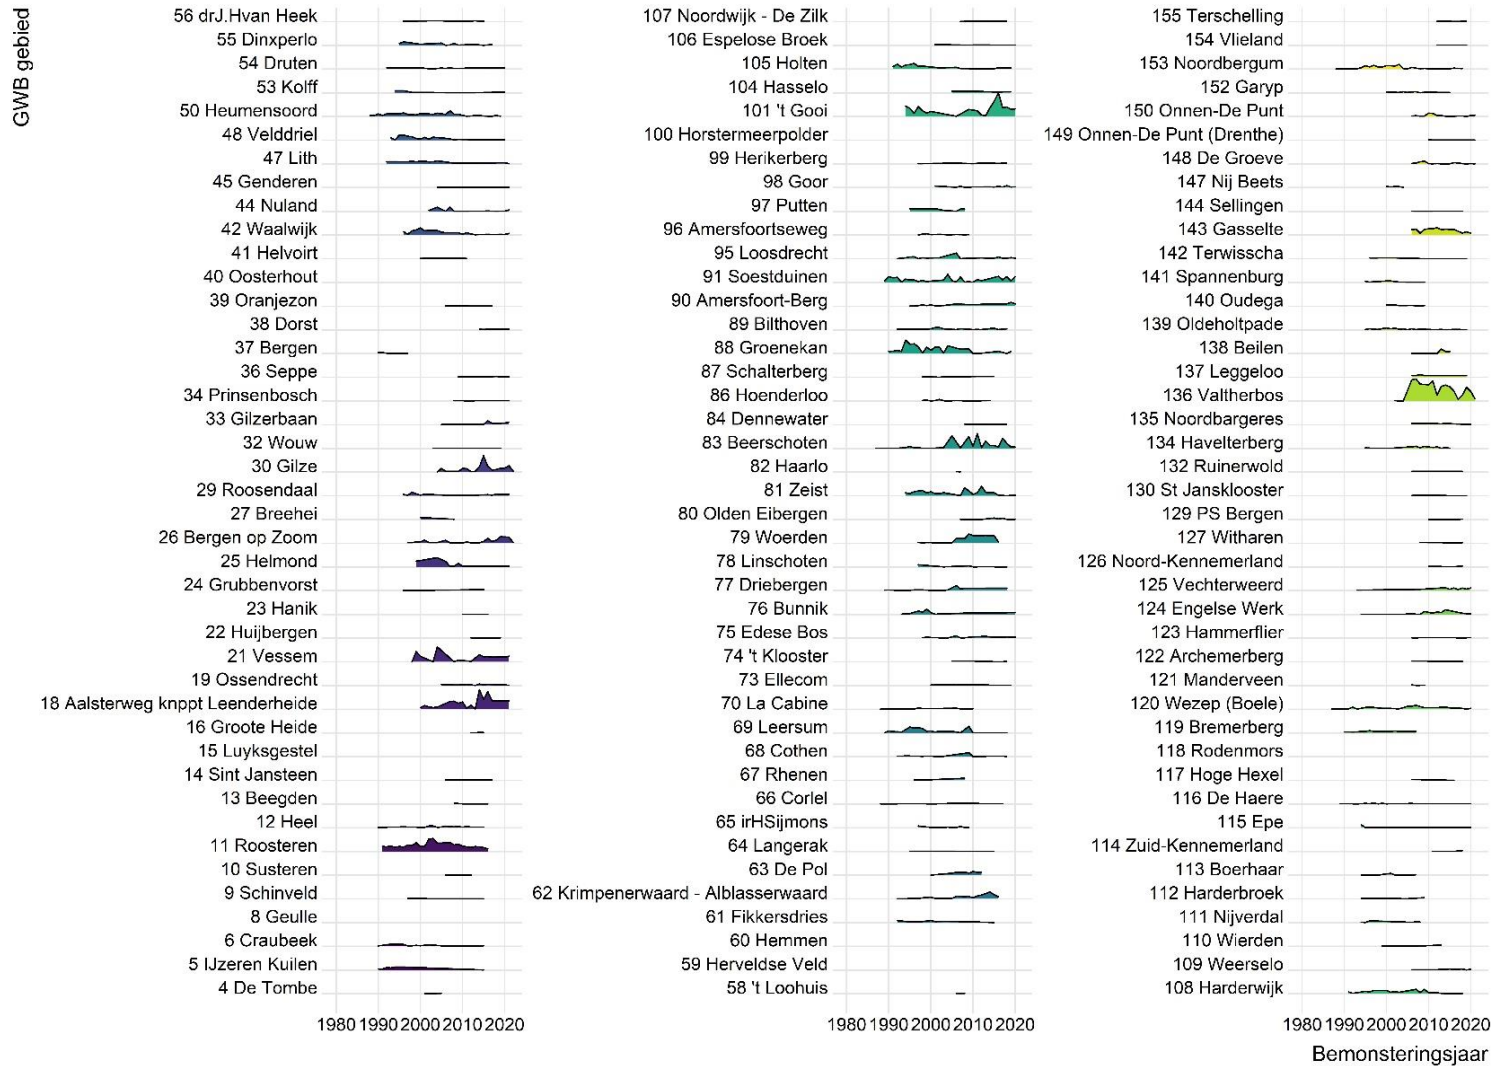 GWB gebied
56 drJ.Hvan Heek
55 Dinxperlo
54 Druten
53 Kolff
50 Heumensoord
48 Velddriel
47 Lith
45 Genderen
44 Nuland
42 Waalwijk
41 Helvoirt
40 Oosterhout
39 Oranjezon
38 Dorst
37 Bergen
36 Seppe
34 Prinsenbosch
33 Gilzerbaan
32 Wouw
30 Gilze
29 Roosendaal
27 Breehei
26 Bergen op Zoom
25 Helmond
24 Grubbenvorst
23 Hanik
22 Huijbergen
21 Vessem
19 Ossendrecht
18 Aalsterweg knppt Leenderheide
16 Groote Heide
15 Luyksgestel
14 Sint Jansteen
13 Beegden
12 Heel
11 Roosteren
10 Susteren
9 Schinveld
8 Geulle
6 Craubeek
5 IJzeren Kuilen
4 De Tombe
1980 1990 2000 2010 2020
107 Noordwijk - De Zilk
106 Espelose Broek
105 Holten
104 Hasselo
101 't Gooi
100 Horstermeerpolder
99 Herikerberg
98 Goor
97 Putten
96 Amersfoortseweg
95 Loosdrecht
91 Soestduinen
90 Amersfoort-Berg
89 Bilthoven
88 Groenekan
87 Schalterberg
86 Hoenderloo
84 Dennewater
83 Beerschoten
82 Haarlo
81 Zeist
80 Olden Eibergen
79 Woerden
78 Linschoten
77 Driebergen
76 Bunnik
75 Edese Bos
74 't Klooster
73 Ellecom
70 La Cabine
69 Leersum
68 Cothen
67 Rhenen
66 Corlel
65 irHSijmons
64 Langerak
63 De Pol
62 Krimpenerwaard - Alblasserwaard
61 Fikkersdries
60 Hemmen
59 Herveldse Veld
58 't Loohuis
1980 1990 2000 2010 2020
155 Terschelling
154 Vlieland
153 Noordbergum
152 Garyp
150 Onnen-De Punt
149 Onnen-De Punt (Drenthe)
148 De Groeve
147 Nij Beets
144 Sellingen
143 Gasselte
142 Terwisscha
141 Spannenburg
140 Oudega
139 Oldeholtpade
138 Beilen
137 Leggeloo
136 Valtherbos
135 Noordbargeres
134 Havelterberg
132 Ruinerwold
130 St Jansklooster
129 PS Bergen
127 Witharen
126 Noord-Kennemerland
125 Vechterweerd
124 Engelse Werk
123 Hammerflier
122 Archemerberg
121 Manderveen
120 Wezep (Boele)
119 Bremerberg
118 Rodenmors
117 Hoge Hexel
116 De Haere
115 Epe
114 Zuid-Kennemerland
113 Boerhaar
112 Harderbroek
111 Nijverdal
110 Wierden
109 Weerselo
108 Harderwijk
1980 1990 2000 2010 2020
Bemonsteringsjaar